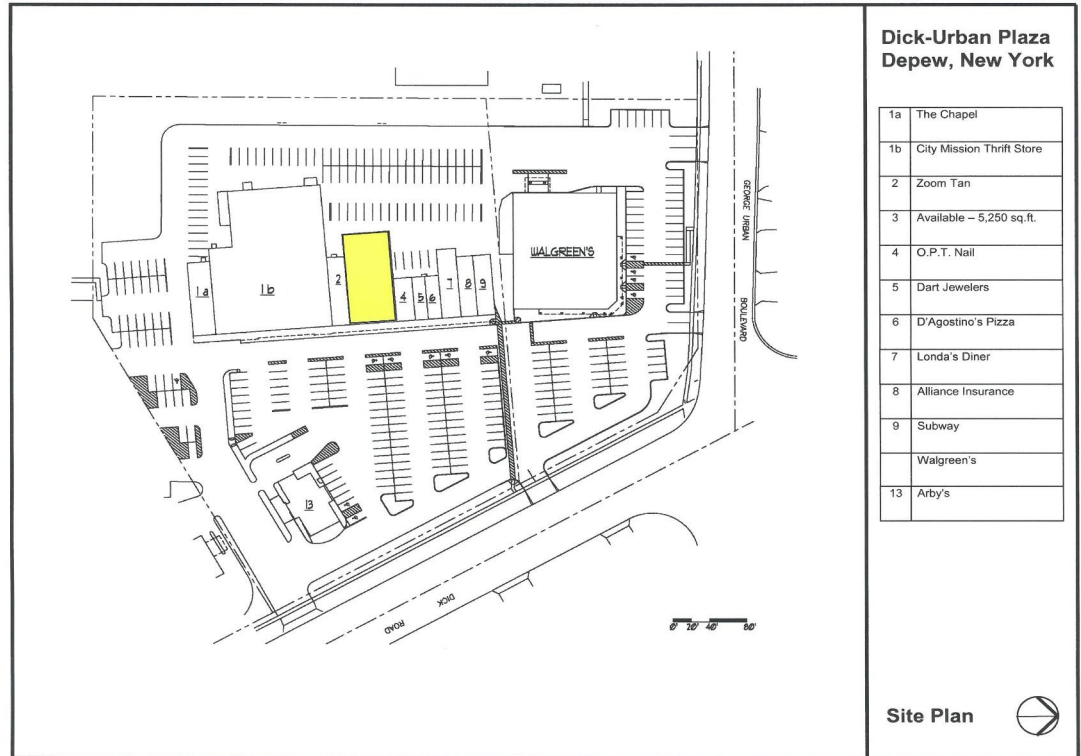 Dick-Urban Plaza
Depew, New York
1a The Chapel
1b City Mission Thrift Store
2 Zoom Tan
3 Available – 5,250 sq.ft.
4 O.P.T. Nail
5 Dart Jewelers
6 D'Agostino's Pizza
7 Londa's Diner
8 Alliance Insurance
9 Subway
Walgreen's
13 Arby's
WALGREEN'S
GEORGE URBAN
BOULEVARD
1a
1b
2
4
5
6
7
8
9
13
DICK
ROAD
0' 20' 40' 80'
Site Plan